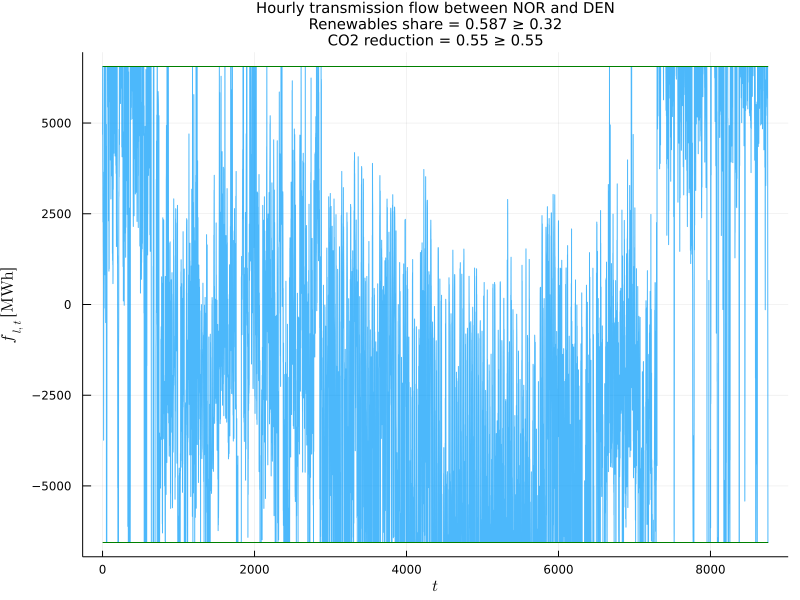 Hourly transmission flow between NOR and DEN
Renewables share = 0.587 ≥ 0.32
CO2 reduction = 0.55 ≥ 0.55
5000
2500
0
−2500
−5000
f l,t [MWh]
0 2000 4000 6000 8000
t